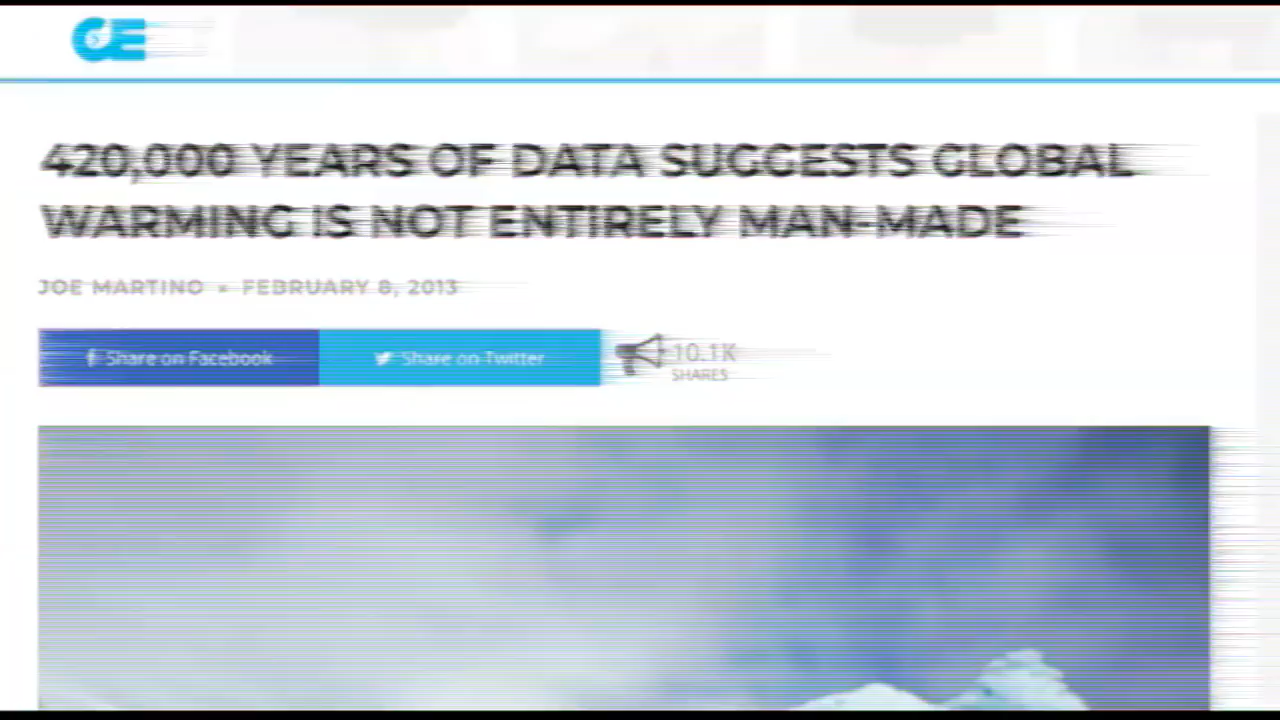 CE
420,000 YEARS OF DATA SUGGESTS GLOBAL
WARMING IS NOT ENTIRELY MAN-MADE
JOE MARTINO × FEBRUARY 8, 2013
f Share on Facebook
Share on Twitter
10.1K
SHARES